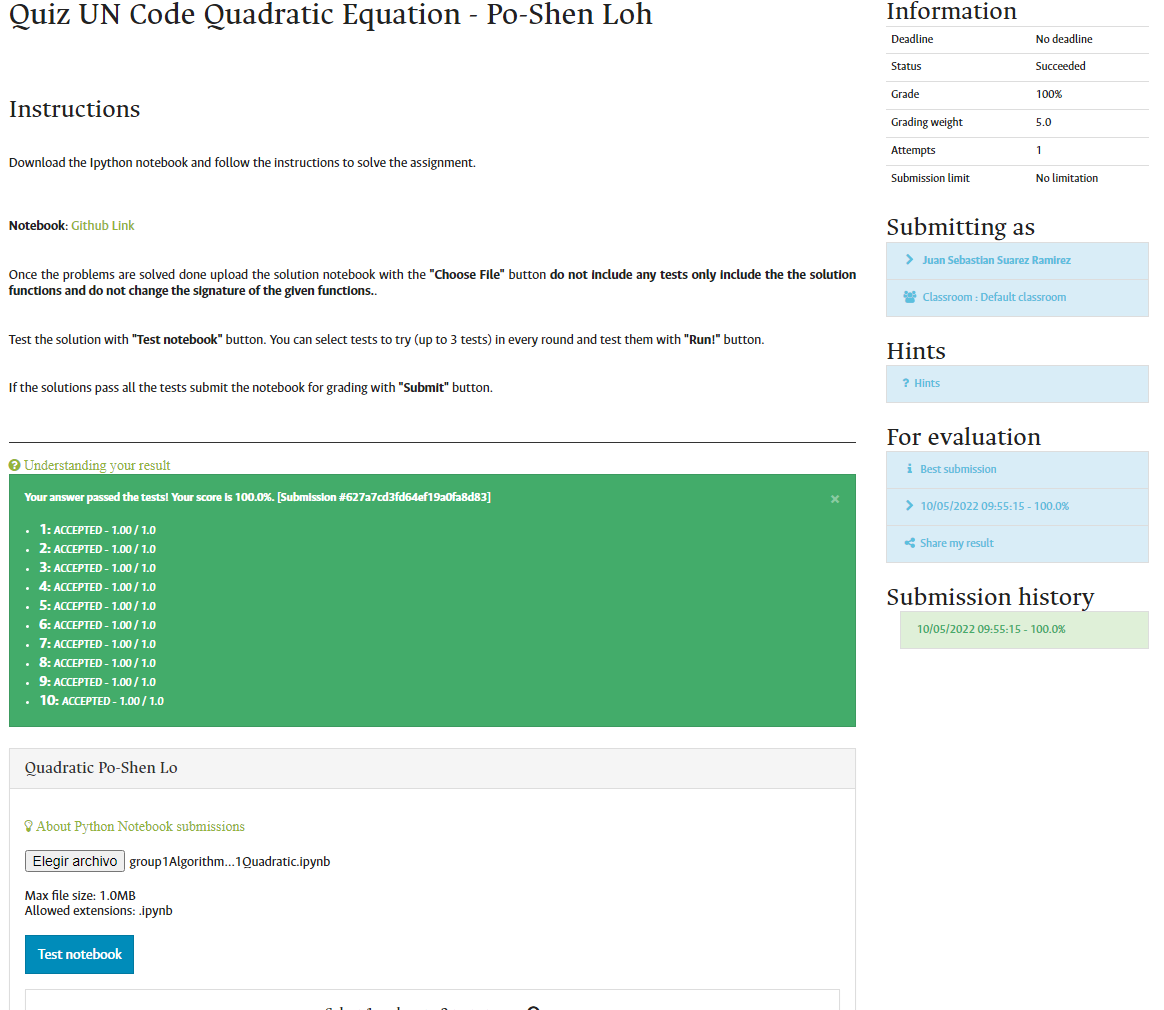 Quiz UN Code Quadratic Equation - Po-Shen Loh
Instructions
Download the Ipython notebook and follow the instructions to solve the assignment.
Notebook: Github Link
Once the problems are solved done upload the solution notebook with the "Choose File" button do not include any tests only include the the solution
functions and do not change the signature of the given functions..
Test the solution with "Test notebook" button. You can select tests to try (up to 3 tests) in every round and test them with "Run!" button.
If the solutions pass all the tests submit the notebook for grading with "Submit" button.
Understanding your result
Your answer passed the tests! Your score is 100.0%. [Submission #627a7cd3fd64ef19a0fa8d83]
×
1: ACCEPTED - 1.00 / 1.0
2: ACCEPTED - 1.00 / 1.0
3: ACCEPTED - 1.00 / 1.0
4: ACCEPTED - 1.00 / 1.0
5: ACCEPTED - 1.00 / 1.0
6: ACCEPTED - 1.00 / 1.0
7: ACCEPTED - 1.00 / 1.0
8: ACCEPTED - 1.00 / 1.0
9: ACCEPTED - 1.00 / 1.0
10: ACCEPTED - 1.00 / 1.0
Quadratic Po-Shen Lo
About Python Notebook submissions
Elegir archivo group1Algorithm...1Quadratic.ipynb
Max file size: 1.0MB
Allowed extensions: .ipynb
Test notebook
Information
Deadline No deadline
Status Succeeded
Grade 100%
Grading weight 5.0
Attempts 1
Submission limit No limitation
Submitting as
Juan Sebastian Suarez Ramirez
Classroom : Default classroom
Hints
? Hints
For evaluation
Best submission
10/05/2022 09:55:15 - 100.0%
Share my result
Submission history
10/05/2022 09:55:15 - 100.0%